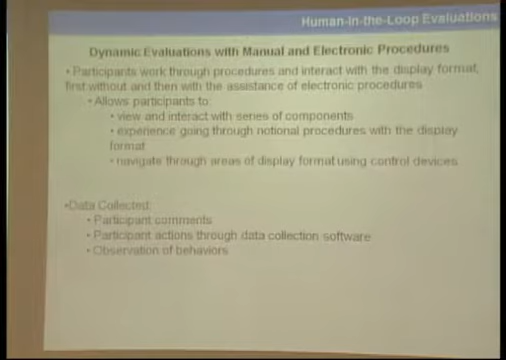 Human-in-the-Loop Evaluations
Dynamic Evaluations with Manual and Electronic Procedures
• Participants work through procedures and interact with the display format,
first without and then with the assistance of electronic procedures
• Allows participants to:
• view and interact with series of components
• experience going through notional procedures with the display
format
• navigate through areas of display format using control devices
• Data Collected:
• Participant comments
• Participant actions through data collection software
• Observation of behaviors